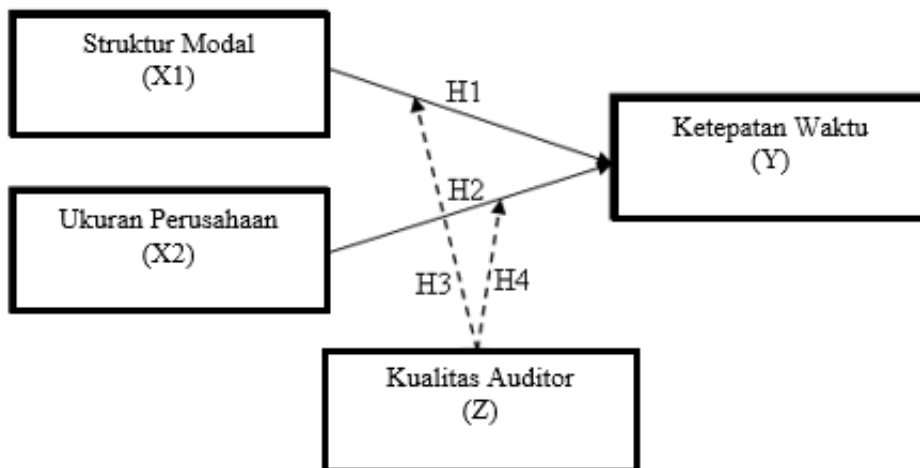 Struktur Modal
(X1)
H1
Ketepatan Waktu
(Y)
Ukuran Perusahaan
(X2)
H2
H3
H4
Kualitas Auditor
(Z)